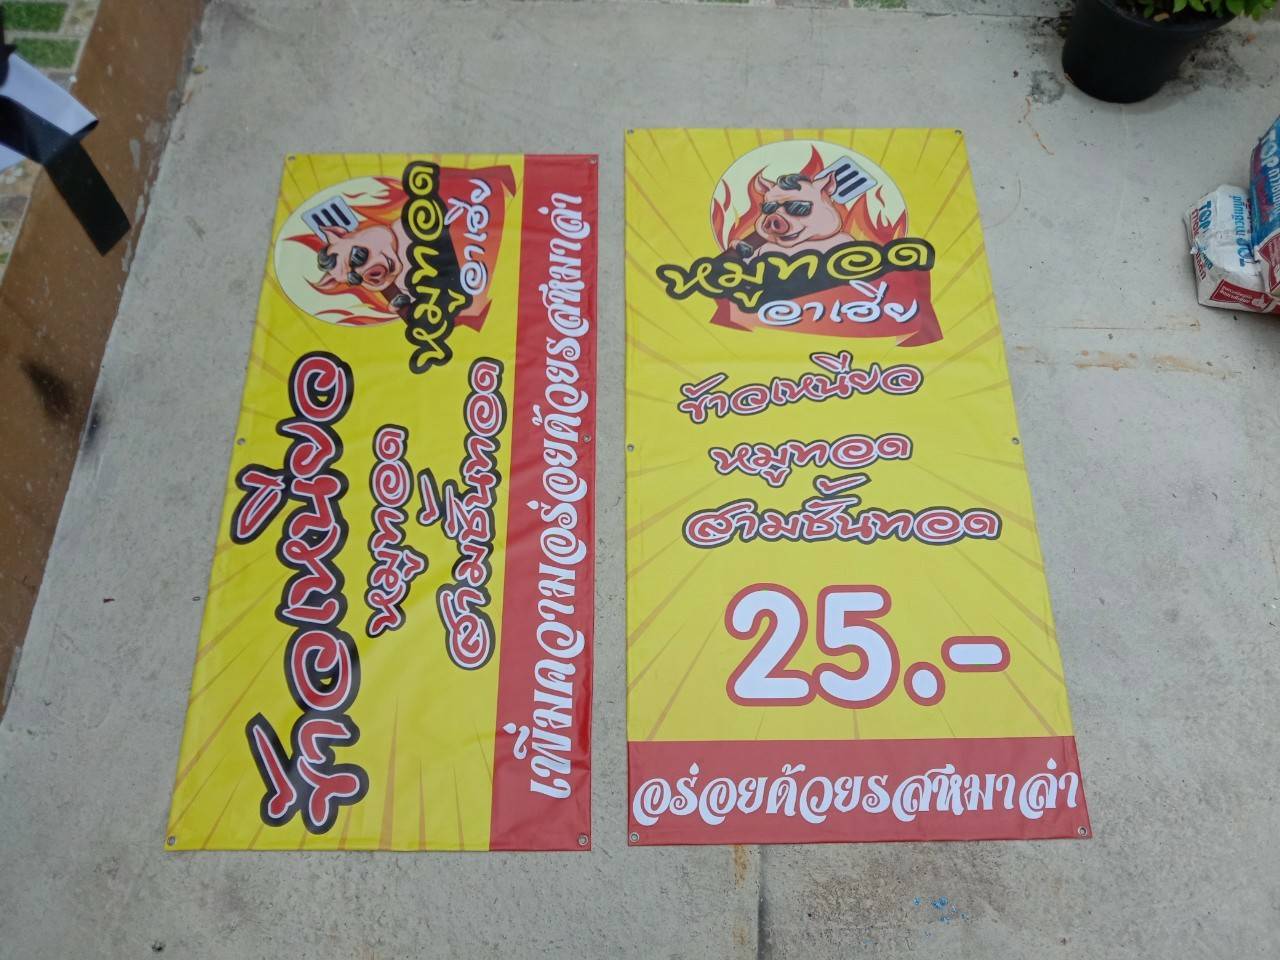 หมูทอด
อาเฮีย
ข้าวเหนียว
หมูทอด
สามชั้นทอด
เพิ่มความอร่อยด้วยรสหมาล่า
หมูทอด
อาเฮีย
ข้าวเหนียว
หมูทอด
สามชั้นทอด
25.-
อร่อยด้วยรสหมาล่า
TOP
TOP